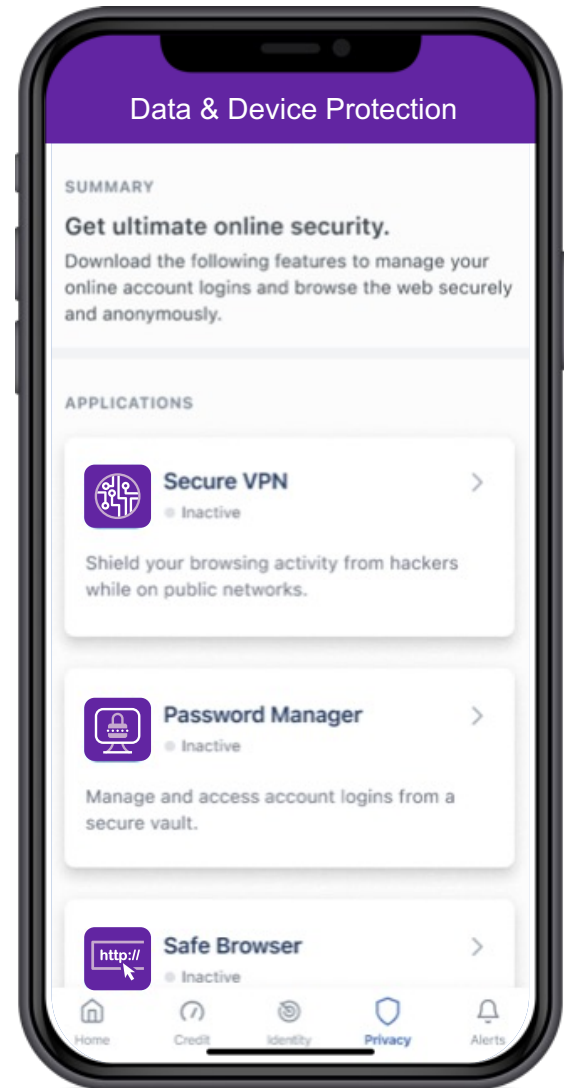 Data & Device Protection
SUMMARY
Get ultimate online security.
Download the following features to manage your
online account logins and browse the web securely
and anonymously.
APPLICATIONS
Secure VPN
Inactive
Shield your browsing activity from hackers
while on public networks.
Password Manager
Inactive
Manage and access account logins from a
secure vault.
http://
Safe Browser
Inactive
Home Credit Identity Privacy Alerts